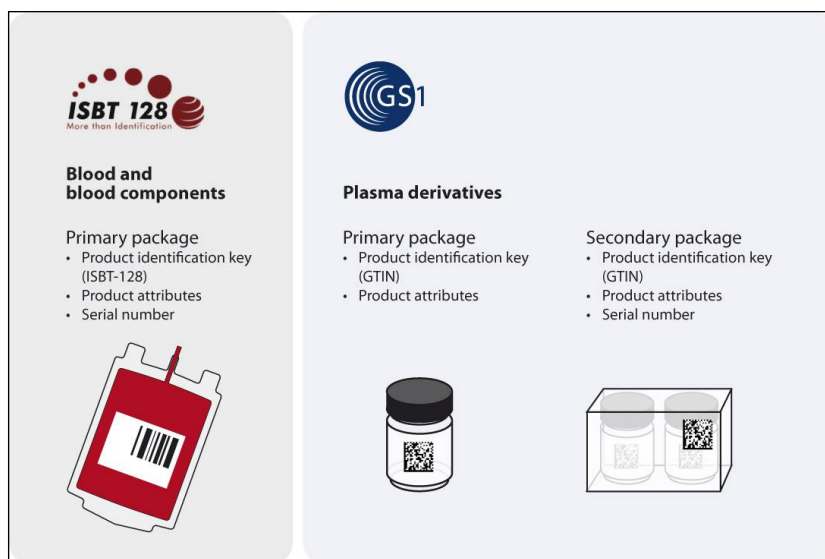 ISBT 128
More than Identification
Blood and
blood components
Primary package
• Product identification key
(ISBT-128)
• Product attributes
• Serial number
GS1
Plasma derivatives
Primary package
• Product identification key
(GTIN)
• Product attributes
Secondary package
• Product identification key
(GTIN)
• Product attributes
• Serial number